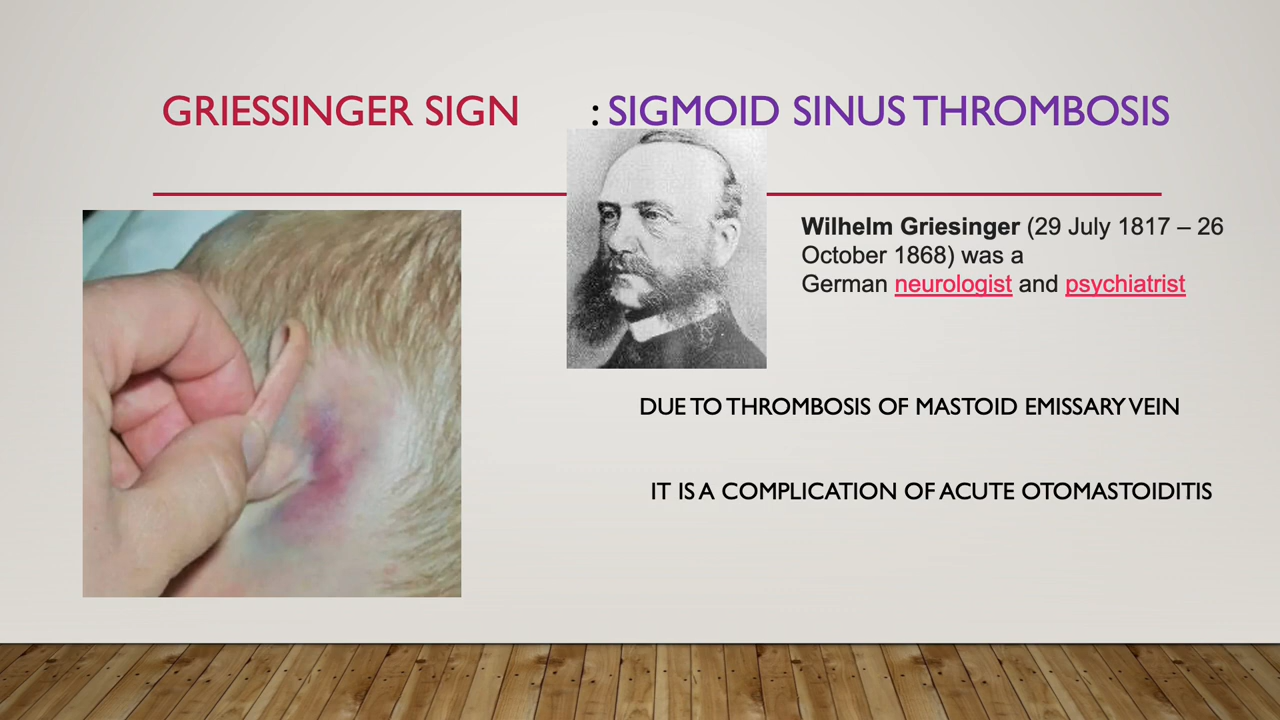 GRIESSINGER SIGN : SIGMOID SINUS THROMBOSIS
Wilhelm Griesinger (29 July 1817 – 26
October 1868) was a
German neurologist and psychiatrist
DUE TO THROMBOSIS OF MASTOID EMISSARY VEIN
IT IS A COMPLICATION OF ACUTE OTOMASTOIDITIS